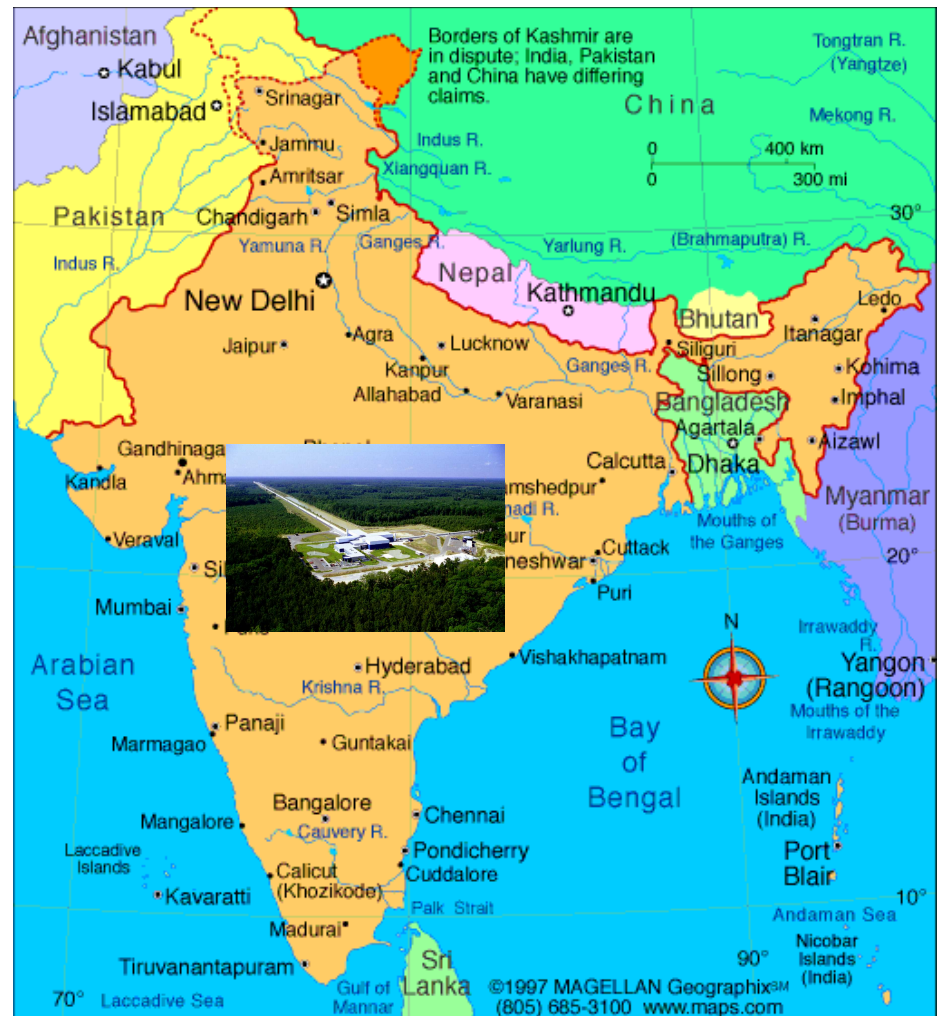 Afghanistan
Kabul
Islamabad
Borders of Kashmir are
in dispute; India, Pakistan
and China have differing
claims.
Tongtran R.
(Yangtze)
China
Mekong R.
Srinagar
Jammu
Indus R.
Xiangquan R.
0 400 km
0 300 mi
Amritsar
Pakistan
Chandigarh
Simla
30°
Yamuna R.
Ganges R.
Yarlung R.
(Brahmaputra) R.
Indus R.
Nepal
New Delhi
Kathmandu
Ledo
Bhutan
Itanagar
Jaipur
Agra
Lucknow
Siliguri
Kanpur
Ganges R.
Sillong
Kohima
Allahabad
Varanasi
Bangladesh
Imphal
Agartala
Gandhinaga
Aizawl
Calcutta
Dhaka
Kandla
Ahm
amshedpur
Myanmar
(Burma)
Mouths of
the Ganges
Veraval
Cuttack
neshwar
20°
Puri
Mumbai
N
Irrawaddy
R.
Arabian
Sea
Hyderabad
Vishakhapatnam
Yangon
(Rangoon)
Krishna R.
Mouths of the
Irrawaddy
Panaji
Marmagao
Guntakai
Bay
of
Bengal
Andaman
Islands
(India)
Bangalore
Chennai
Mangalore
Cauvery R.
Port
Blair
Laccadive
Islands
Pondicherry
Calicut
(Khozikode)
Cuddalore
Kavaratti
10°
Palk Strait
Andaman Sea
Madurai
Nicobar
Islands
(India)
Tiruvanantapuram
Sri
Lanka
90°
70°
Laccadive Sea
Gulf of
Mannar
©1997 MAGELLAN Geographix℠
(805) 685-3100 www.maps.com